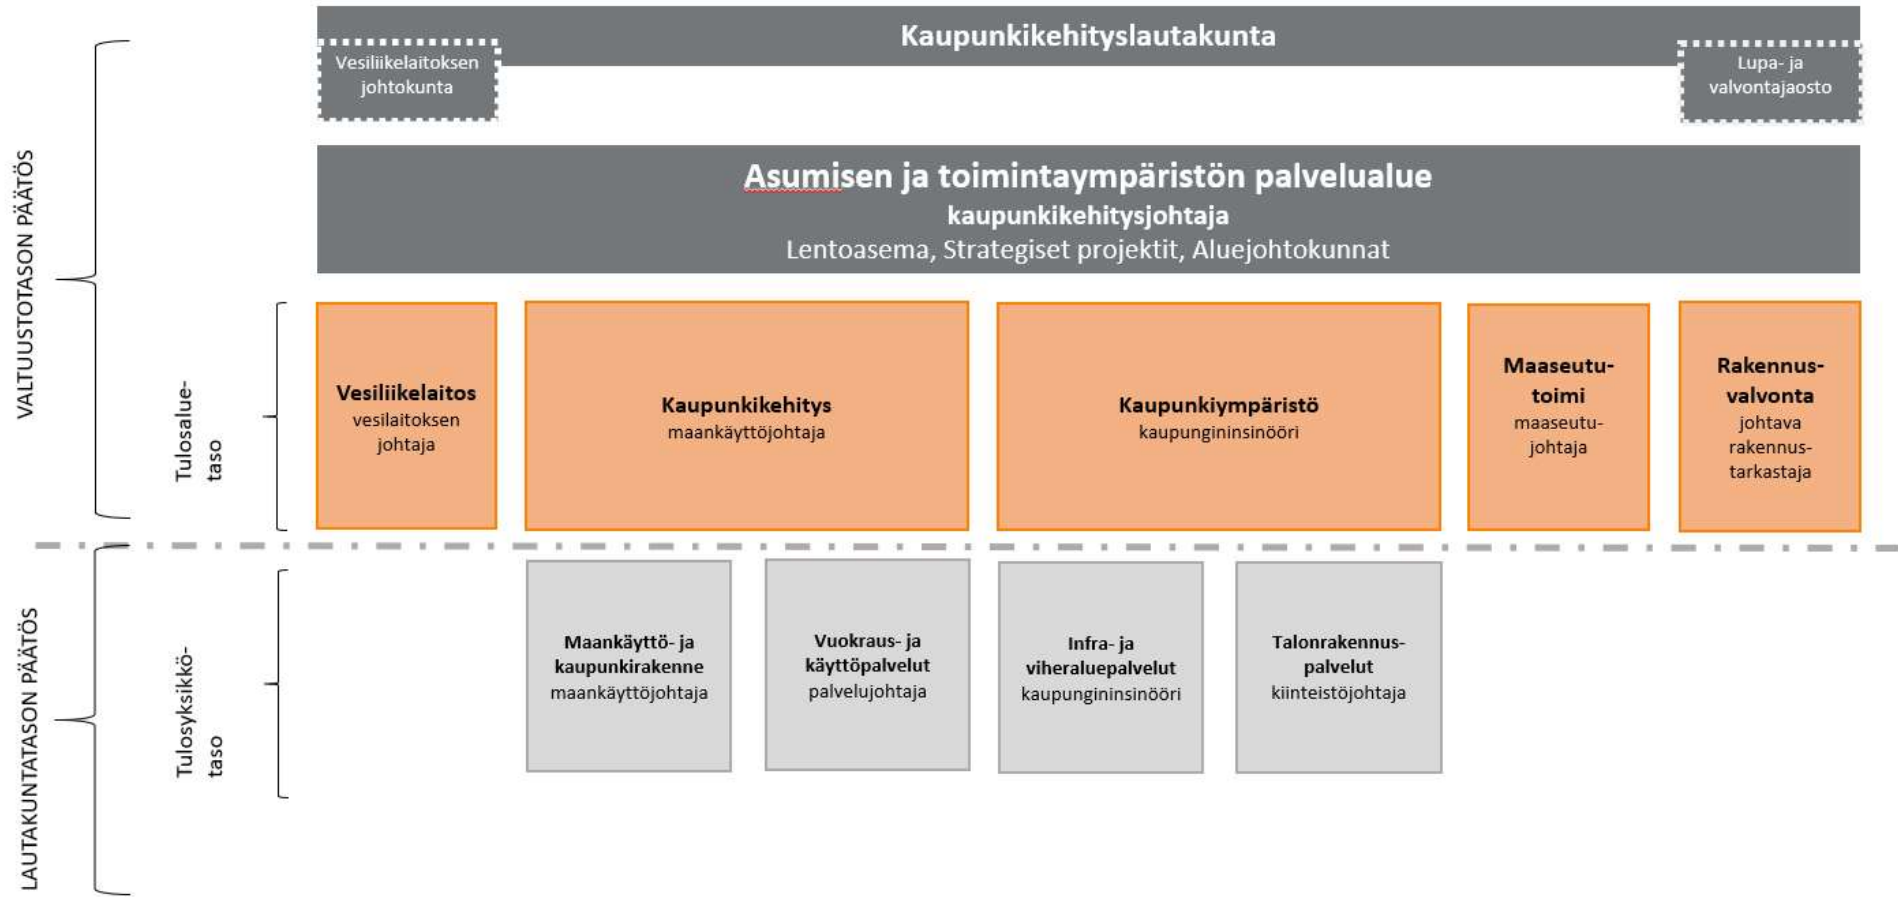 Kaupunkikehityslautakunta
Vesiliikelaitoksen
johtokunta
Lupa- ja
valvontajaosto
VALTUUSTOTASON PÄÄTÖS
Asumisen ja toimintaympäristön palvelualue
kaupunkikehitysjohtaja
Lentoasema, Strategiset projektit, Aluejohtokunnat
Tulosalue-
taso
Vesiliikelaitos
vesilaitoksen
johtaja
Kaupunkikehitys
maankäyttöjohtaja
Kaupunkiympäristö
kaupungininsinööri
Maaseutu-
toimi
maaseutu-
johtaja
Rakennus-
valvonta
johtava
rakennus-
tarkastaja
LAUTAKUNTATASON PÄÄTÖS
Tulosyksikkö-
taso
Maankäyttö- ja
kaupunkirakenne
maankäyttöjohtaja
Vuokraus- ja
käyttöpalvelut
palvelujohtaja
Infra- ja
viheraluepalvelut
kaupungininsinööri
Talonrakennus-
palvelut
kiinteistöjohtaja